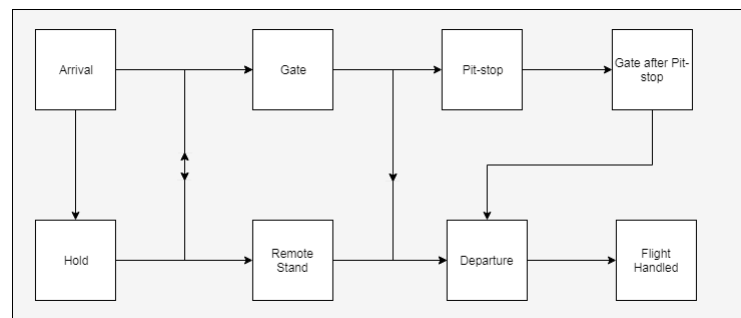 Arrival
Gate
Pit-stop
Gate after Pit-
stop
Hold
Remote
Stand
Departure
Flight
Handled